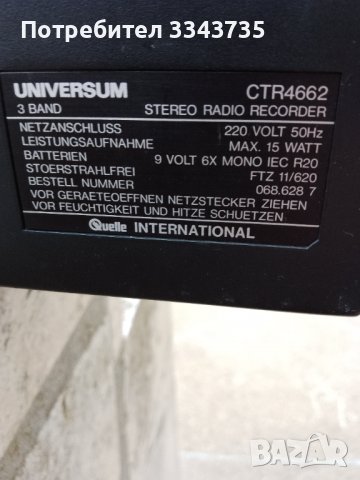 Потребител 3343735
UNIVERSUM CTR4662
3 BAND STEREO RADIO RECORDER
NETZANSCHLUSS 220 VOLT 50Hz
LEISTUNGSAUFNAHME MAX. 15 WATT
BATTERIEN 9 VOLT 6X MONO IEC R20
STOERSTRAHLFREI FTZ 11/620
BESTELL NUMMER 068.628 7
VOR GERAETEOEFFNEN NETZSTECKER ZIEHEN
VOR FEUCHTIGKEIT UND HITZE SCHUETZEN
Quelle INTERNATIONAL
BAZAR